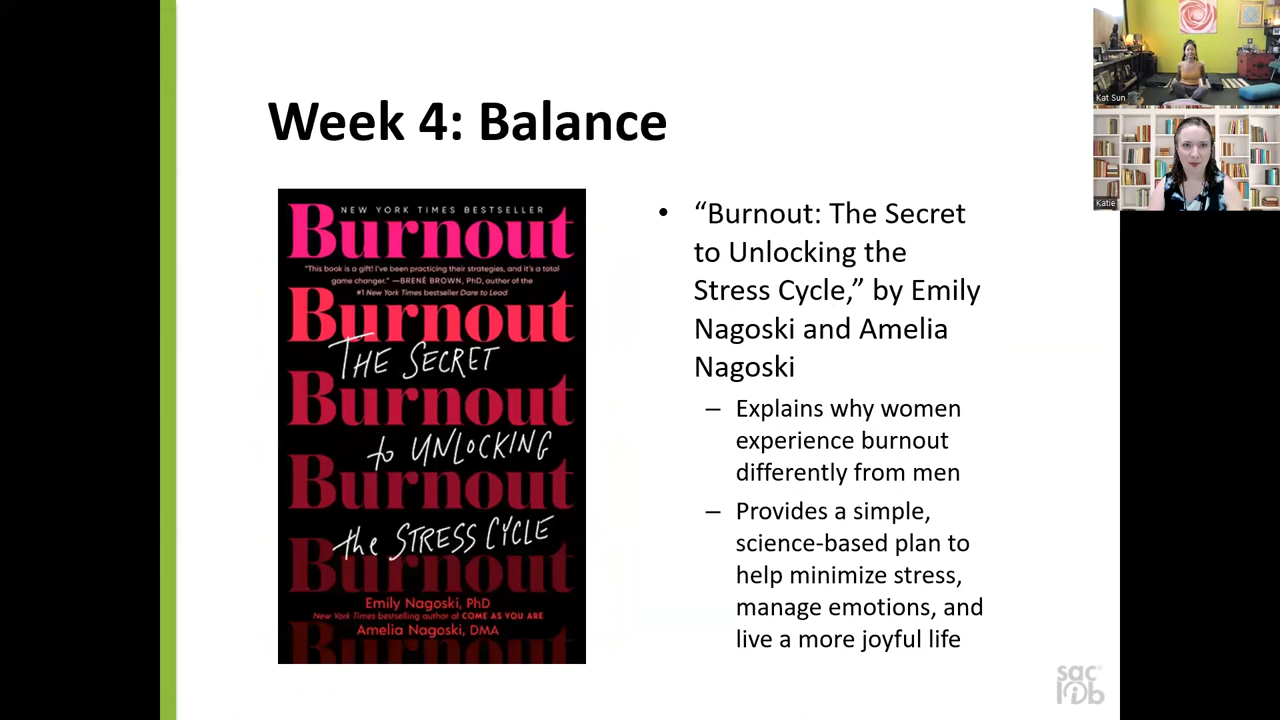 Week 4: Balance
NEW YORK TIMES BESTSELLER
Burnout
"This book is a gift! I've been practicing their strategies, and it's a total
game changer." —BRENÉ BROWN, PhD, author of the
#1 New York Times bestseller Dare to Lead
Burnout
THE SECRET
Burnout
to UNLOCKING
Burnout
the STRESS CYCLE
Burnout
Emily Nagoski, PhD
New York Times bestselling author of COME AS YOU ARE
Amelia Nagoski, DMA
Burnout
• “Burnout: The Secret
to Unlocking the
Stress Cycle,” by Emily
Nagoski and Amelia
Nagoski
– Explains why women
experience burnout
differently from men
– Provides a simple,
science-based plan to
help minimize stress,
manage emotions, and
live a more joyful life
Kat Sun
Katie
sac
lib